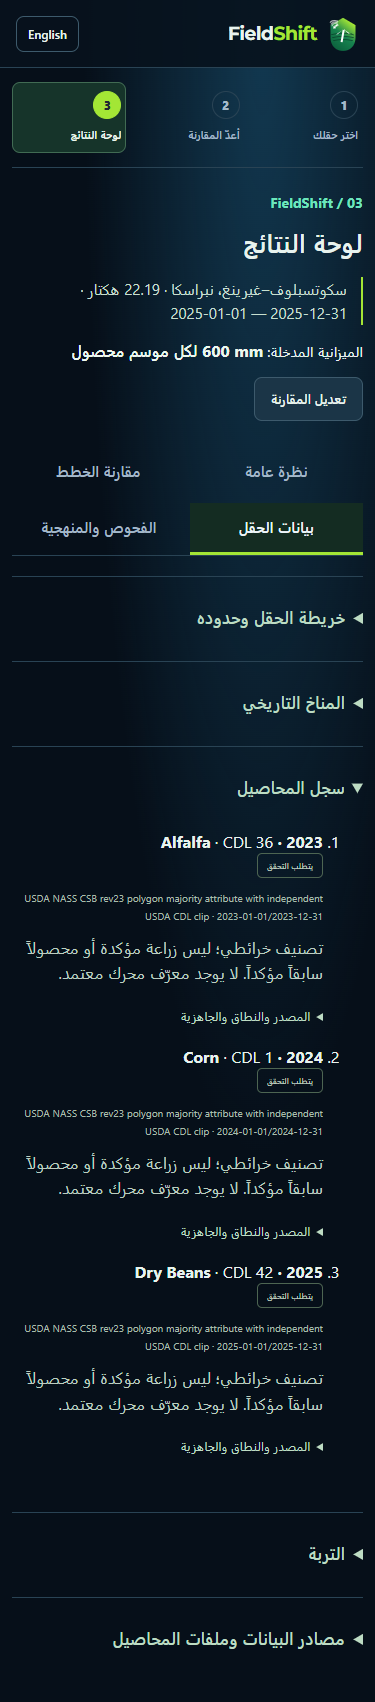 FieldShift
English
1
اختر حقلك
2
أعدّ المقارنة
3
لوحة النتائج
FieldShift / 03
لوحة النتائج
سكوتسبلوف–غيرينغ، نبراسكا · 22.19 هكتار ·
2025-01-01 — 2025-12-31
الميزانية المدخلة: 600 mm لكل موسم محصول
تعديل المقارنة
نظرة عامة
مقارنة الخطط
بيانات الحقل
الفحوص والمنهجية
خريطة الحقل وحدوده
المناخ التاريخي
سجل المحاصيل
1. 2023 · Alfalfa · CDL 36
يتطلب التحقق
USDA NASS CSB rev23 polygon majority attribute with independent
USDA CDL clip · 2023-01-01/2023-12-31
تصنيف خرائطي؛ ليس زراعة مؤكدة أو محصولاً
سابقاً مؤكداً. لا يوجد معرّف محرك معتمد.
المصدر والنطاق والجاهزية
2. 2024 · Corn · CDL 1
يتطلب التحقق
USDA NASS CSB rev23 polygon majority attribute with independent
USDA CDL clip · 2024-01-01/2024-12-31
تصنيف خرائطي؛ ليس زراعة مؤكدة أو محصولاً
سابقاً مؤكداً. لا يوجد معرّف محرك معتمد.
المصدر والنطاق والجاهزية
3. 2025 · Dry Beans · CDL 42
يتطلب التحقق
USDA NASS CSB rev23 polygon majority attribute with independent
USDA CDL clip · 2025-01-01/2025-12-31
تصنيف خرائطي؛ ليس زراعة مؤكدة أو محصولاً
سابقاً مؤكداً. لا يوجد معرّف محرك معتمد.
المصدر والنطاق والجاهزية
التربة
مصادر البيانات وملفات المحاصيل